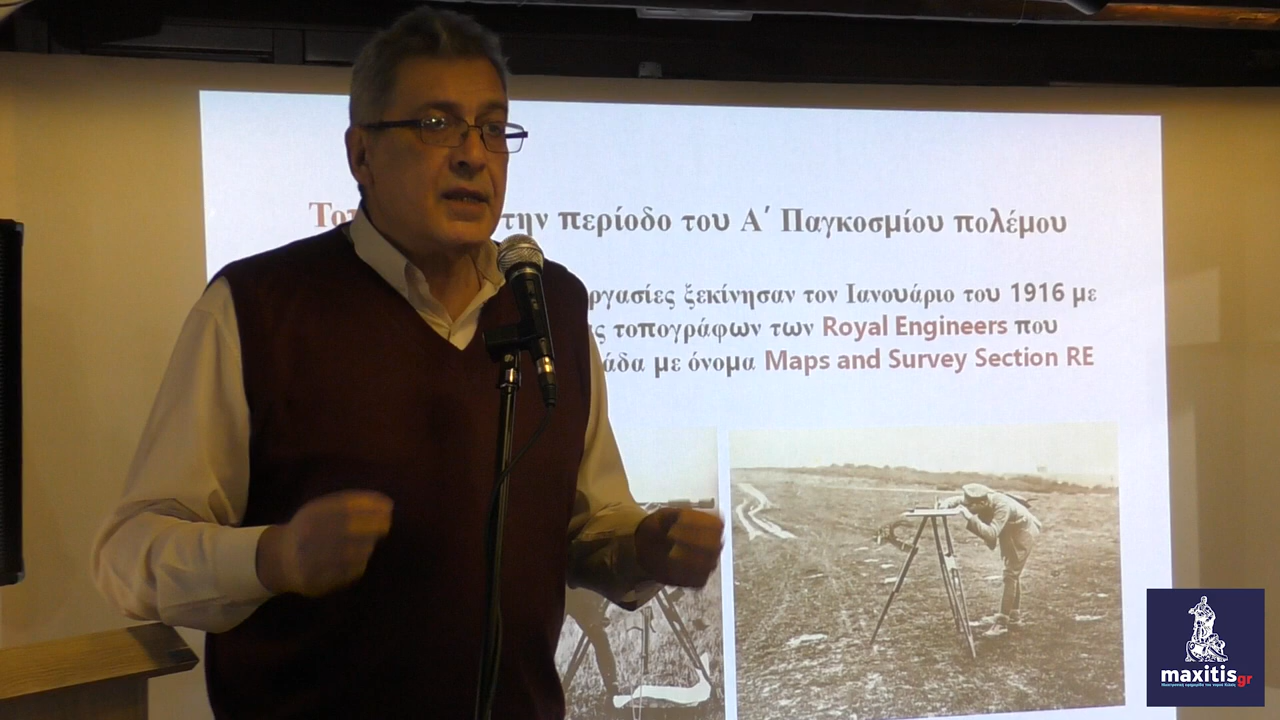 Το την περίοδο του Α΄ Παγκοσμίου πολέμου
ργασίες ξεκίνησαν τον Ιανουάριο του 1916 με
ς τοπογράφων των Royal Engineers που
άδα με όνομα Maps and Survey Section RE
maxitis.gr